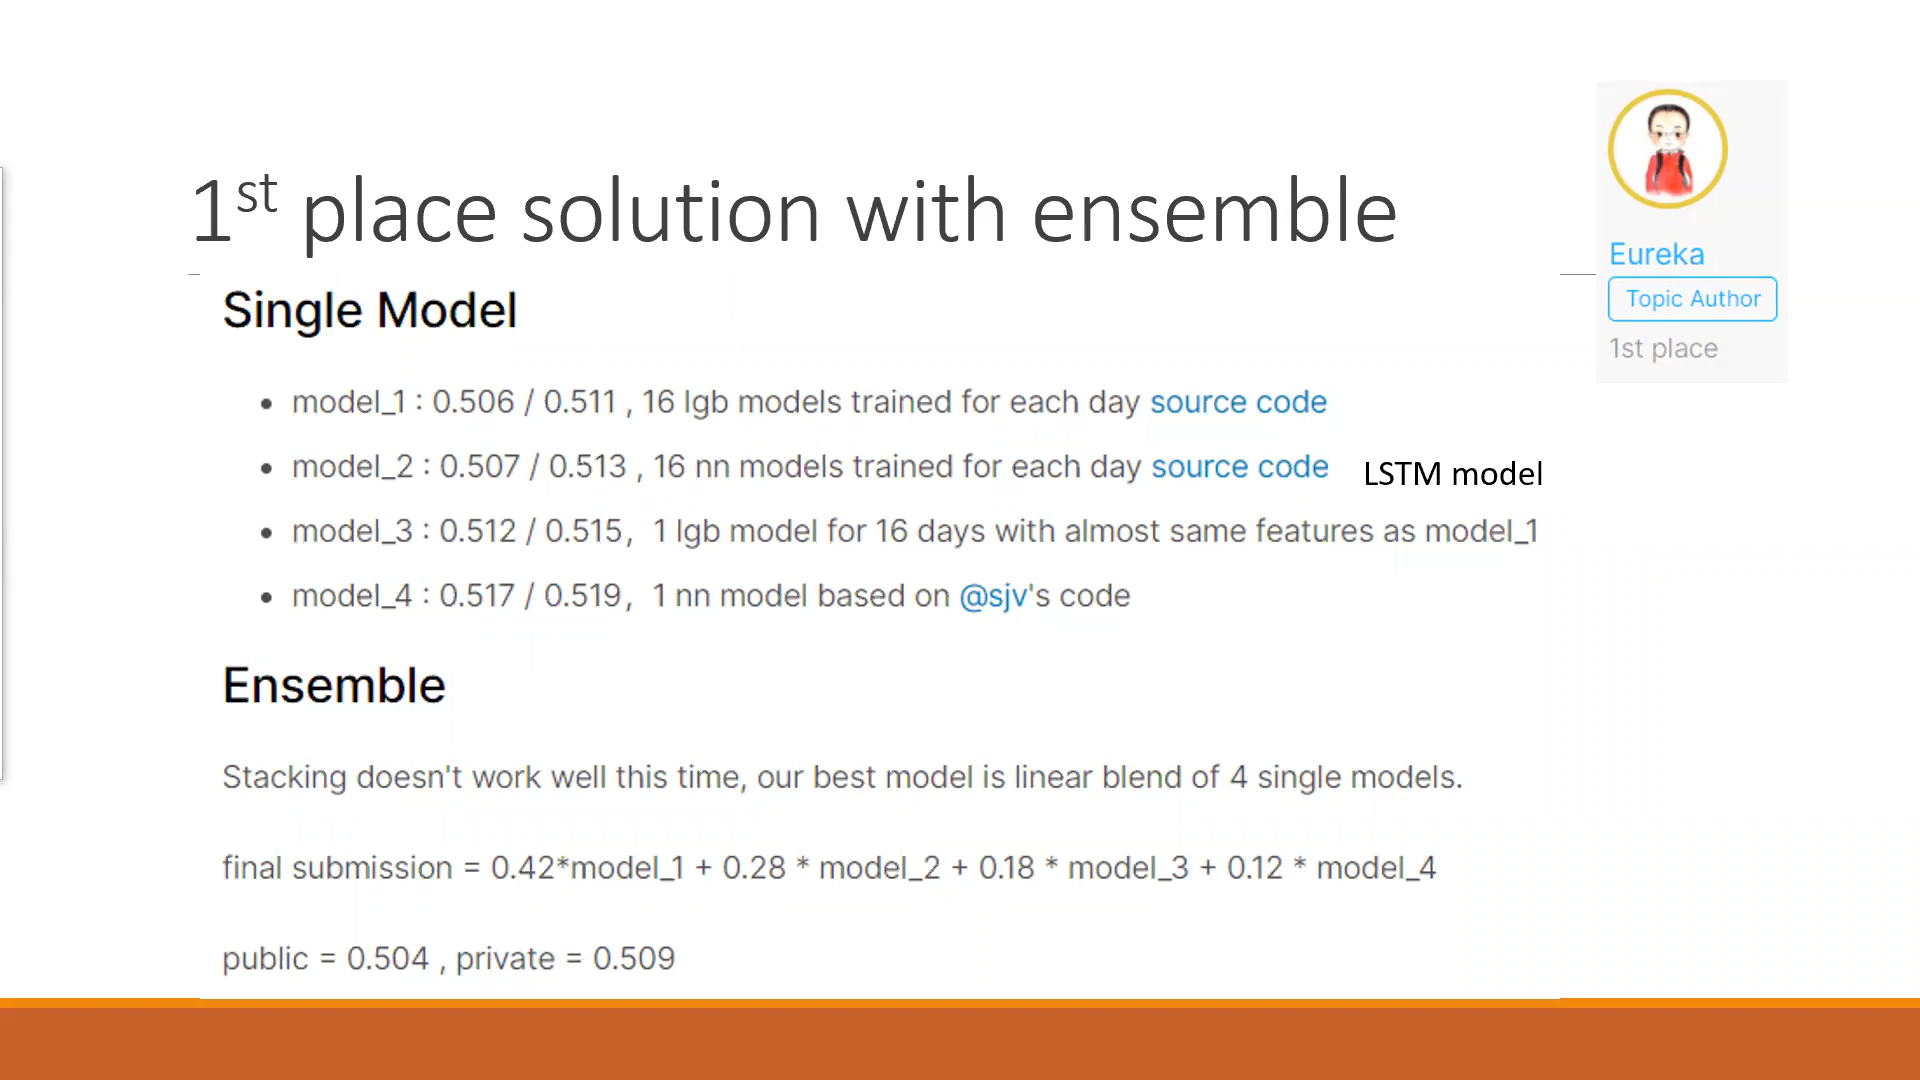 1st place solution with ensemble
Eureka
Topic Author
1st place
Single Model
• model_1 : 0.506 / 0.511 , 16 lgb models trained for each day source code
• model_2 : 0.507 / 0.513 , 16 nn models trained for each day source code LSTM model
• model_3 : 0.512 / 0.515, 1 lgb model for 16 days with almost same features as model_1
• model_4 : 0.517 / 0.519, 1 nn model based on @sjv's code
Ensemble
Stacking doesn't work well this time, our best model is linear blend of 4 single models.
final submission = 0.42*model_1 + 0.28 * model_2 + 0.18 * model_3 + 0.12 * model_4
public = 0.504 , private = 0.509